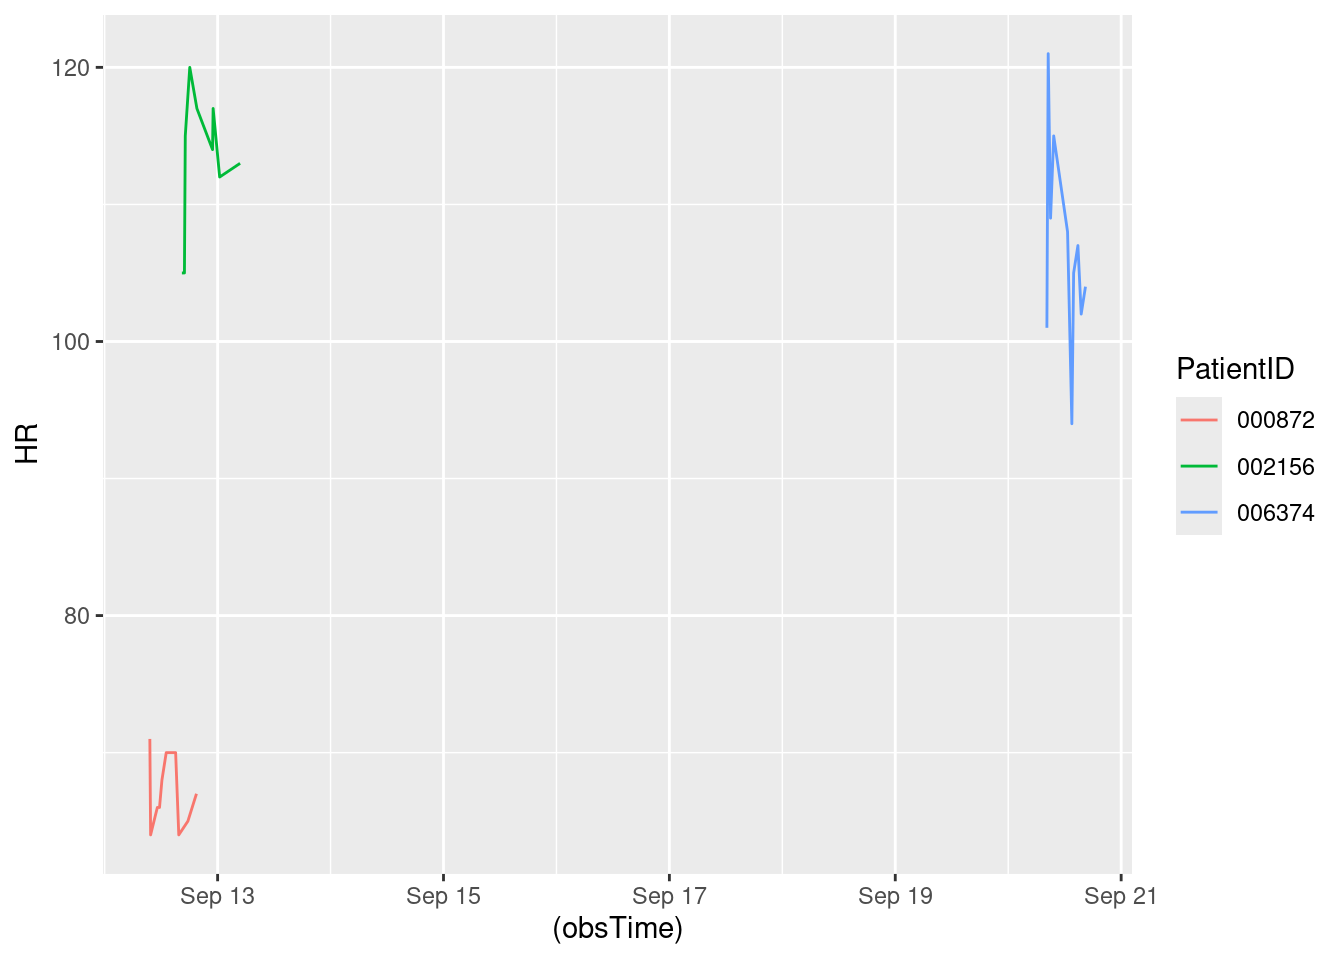 120
100
80
HR
Sep 13
Sep 15
Sep 17
Sep 19
Sep 21
(obsTime)
PatientID
000872
002156
006374